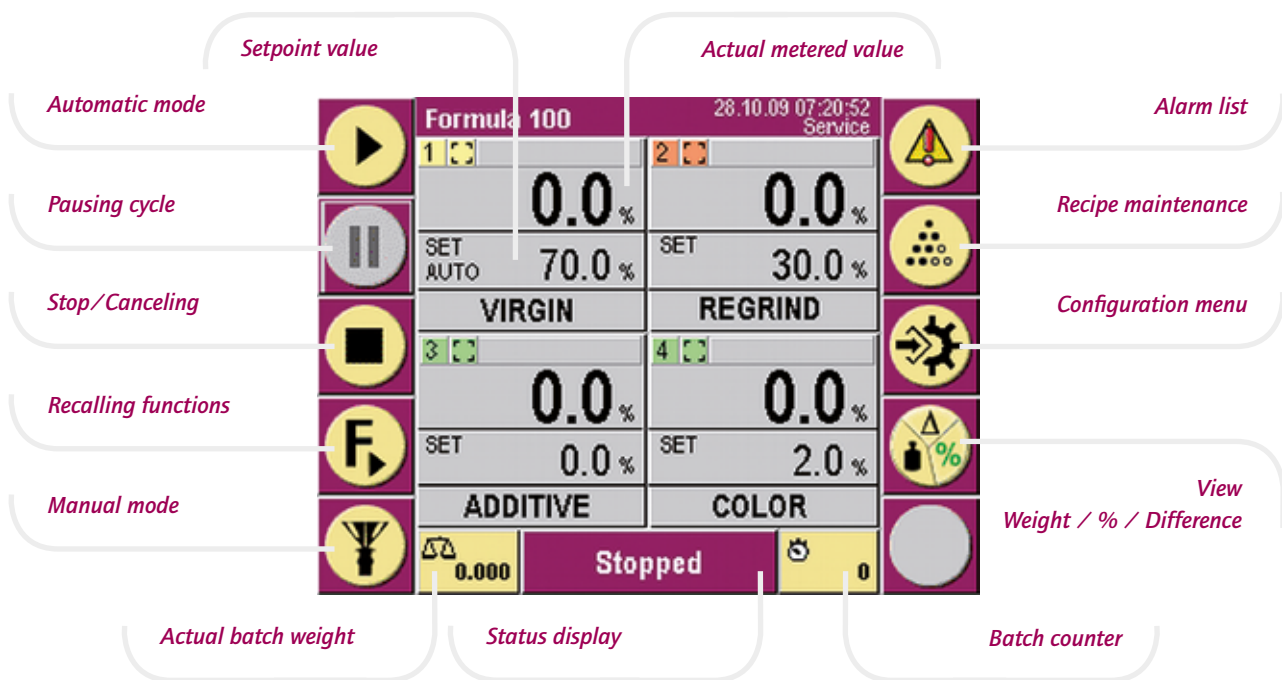 Setpoint value
Actual metered value
Automatic mode
Alarm list
Formula 100
28.10.09 07:20:52
Service
1
2
0.0 %
0.0 %
Pausing cycle
Recipe maintenance
SET
AUTO
70.0 %
SET
30.0 %
VIRGIN
REGRIND
Stop/Canceling
Configuration menu
3
4
0.0 %
0.0 %
Recalling functions
F
Δ
%
SET
0.0 %
SET
2.0 %
ADDITIVE
COLOR
Manual mode
View
Weight / % / Difference
0.000
Stopped
0
Actual batch weight
Status display
Batch counter